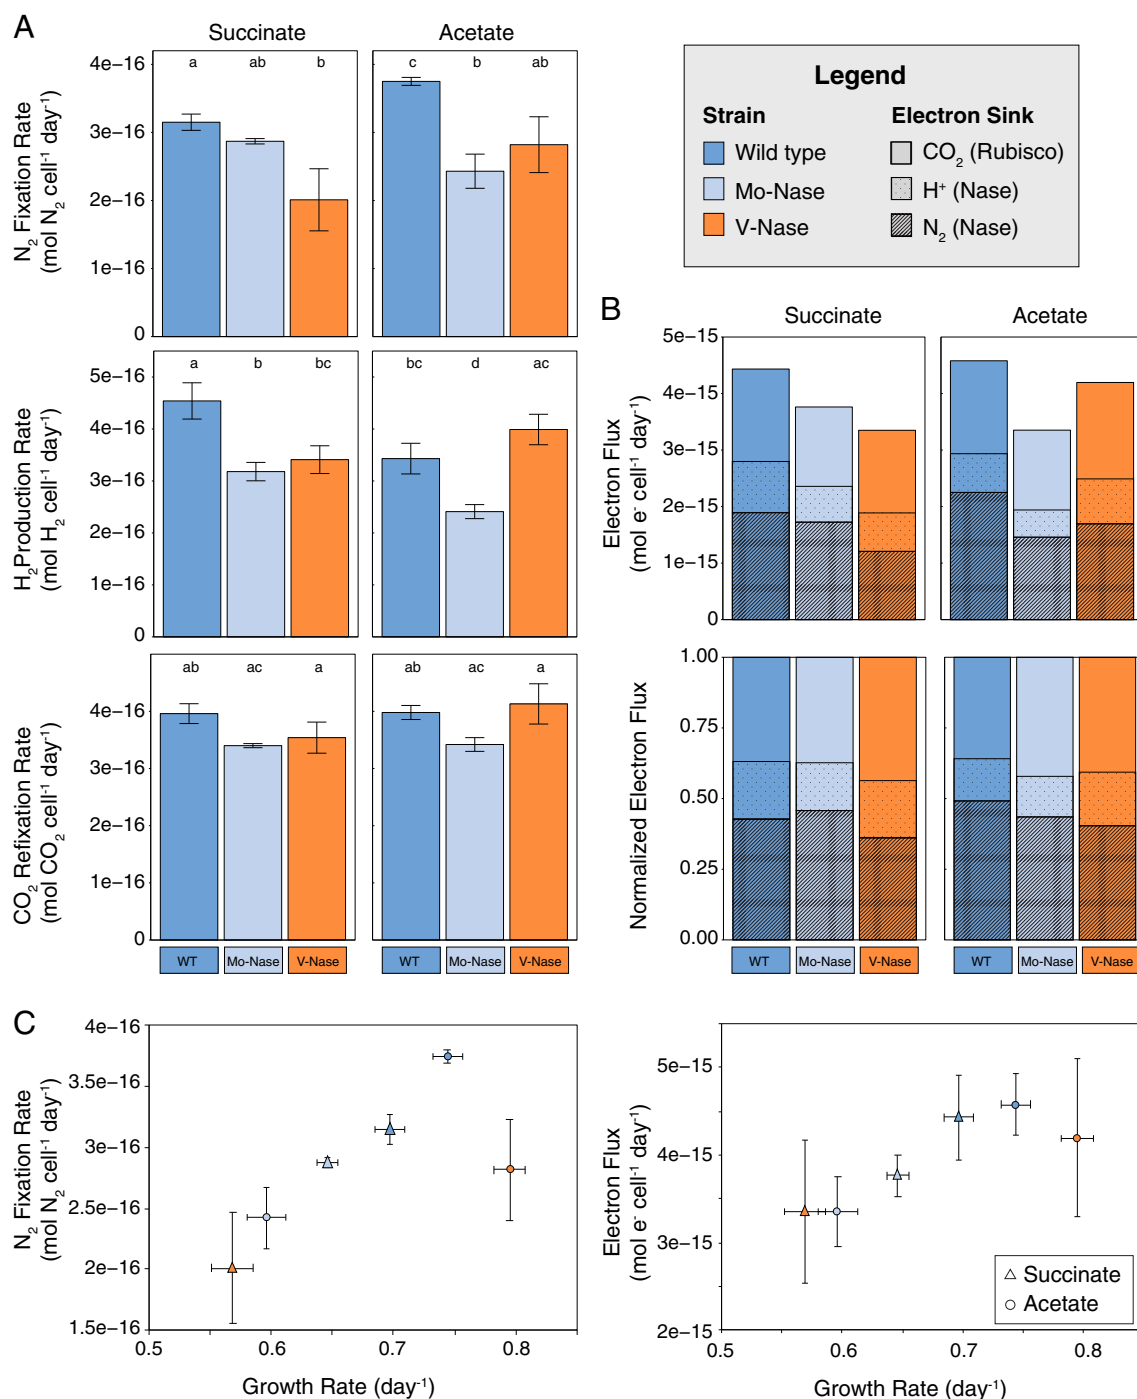 A
Succinate
Acetate
N2 Fixation Rate
(mol N2 cell-1 day-1)
4e−16
3e−16
2e−16
1e−16
0
a
ab
b
c
b
ab
H2Production Rate
(mol H2 cell-1 day-1)
5e−16
4e−16
3e−16
2e−16
1e−16
0
a
b
bc
bc
d
ac
CO2 Refixation Rate
(mol CO2 cell-1 day-1)
4e−16
3e−16
2e−16
1e−16
0
ab
ac
a
ab
ac
a
WT
Mo-Nase
V-Nase
WT
Mo-Nase
V-Nase
Legend
Strain
Wild type
Mo-Nase
V-Nase
Electron Sink
CO2 (Rubisco)
H+ (Nase)
N2 (Nase)
B
Succinate
Acetate
Electron Flux
(mol e- cell-1 day-1)
5e−15
4e−15
3e−15
2e−15
1e−15
0
Normalized Electron Flux
1.00
0.75
0.50
0.25
0.00
WT
Mo-Nase
V-Nase
WT
Mo-Nase
V-Nase
C
N2 Fixation Rate
(mol N2 cell-1 day-1)
4e−16
3.5e−16
3e−16
2.5e−16
2e−16
1.5e−16
0.5
0.6
0.7
0.8
Growth Rate (day-1)
Electron Flux
(mol e- cell-1 day-1)
5e−15
4e−15
3e−15
2e−15
0.5
0.6
0.7
0.8
Growth Rate (day-1)
Succinate
Acetate